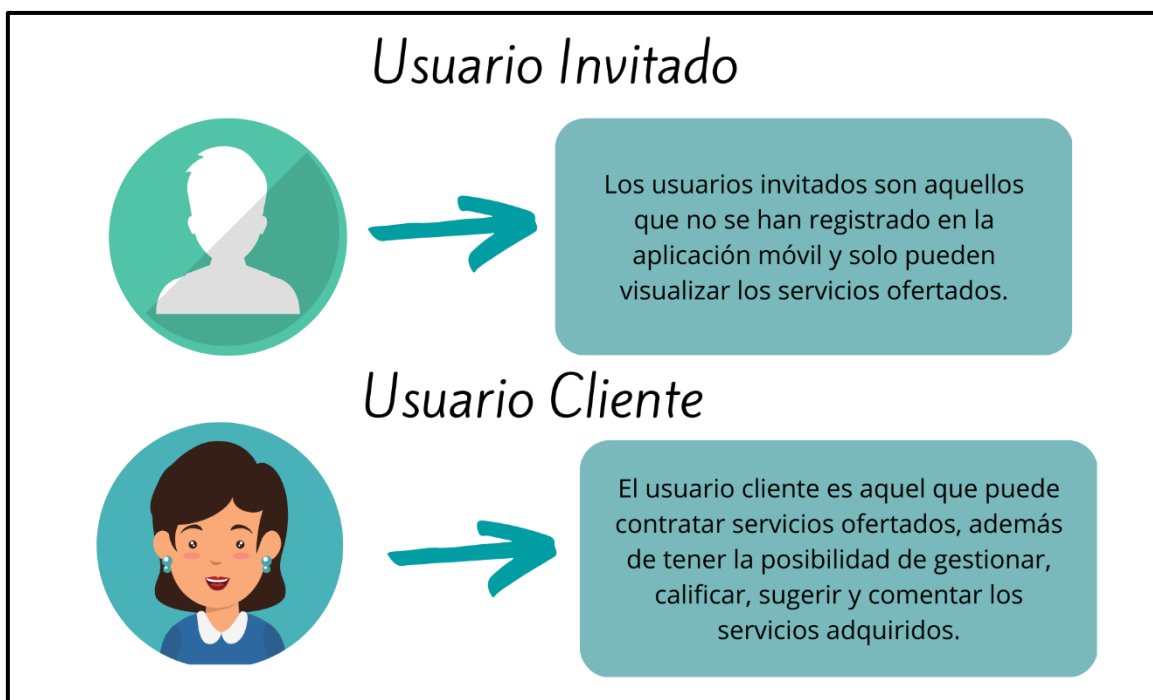 Usuario Invitado
Los usuarios invitados son aquellos
que no se han registrado en la
aplicación móvil y solo pueden
visualizar los servicios ofertados.
Usuario Cliente
El usuario cliente es aquel que puede
contratar servicios ofertados, además
de tener la posibilidad de gestionar,
calificar, sugerir y comentar los
servicios adquiridos.